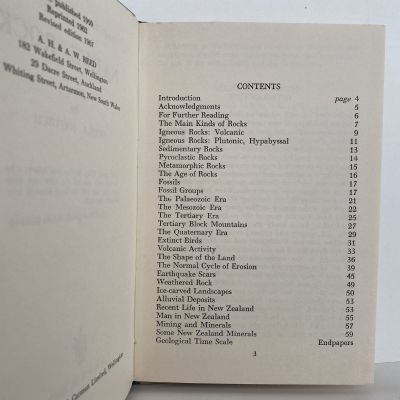 published 1960
Reprinted 1962
Revised edition 1967
A. H. & A. W. REED
182 Wakefield Street, Wellington
29 Dacre Street, Auckland
Whiting Street, Artarmon, New South Wales
Limited, Wellington
CONTENTS
Introduction page 4
Acknowledgments 5
For Further Reading 6
The Main Kinds of Rocks 7
Igneous Rocks: Volcanic 9
Igneous Rocks: Plutonic, Hypabyssal 11
Sedimentary Rocks 13
Pyroclastic Rocks 14
Metamorphic Rocks 15
The Age of Rocks 16
Fossils 17
Fossil Groups 17
The Palaeozoic Era 21
The Mesozoic Era 22
The Tertiary Era 25
Tertiary Block Mountains 27
The Quaternary Era 29
Extinct Birds 31
Volcanic Activity 33
The Shape of the Land 36
The Normal Cycle of Erosion 39
Earthquake Scars 45
Weathered Rock 49
Ice-carved Landscapes 50
Alluvial Deposits 53
Recent Life in New Zealand 53
Man in New Zealand 55
Mining and Minerals 57
Some New Zealand Minerals 59
Geological Time Scale Endpapers
3